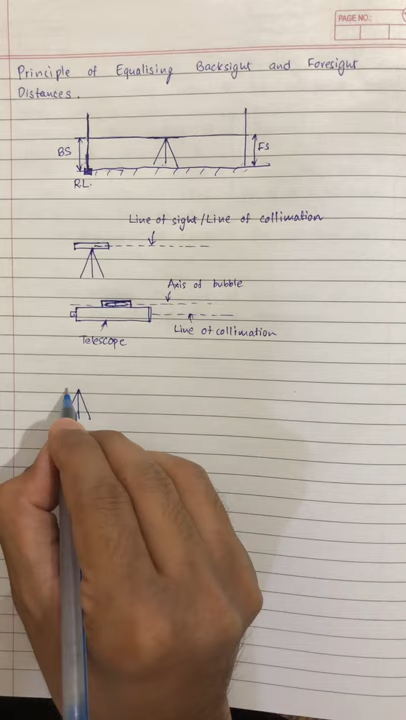 PAGE NO.:
Principle of Equalising Backsight and Foresight
Distances.
BS
FS
R.L.
Line of sight/Line of collimation
Axis of bubble
Line of collimation
Telescope